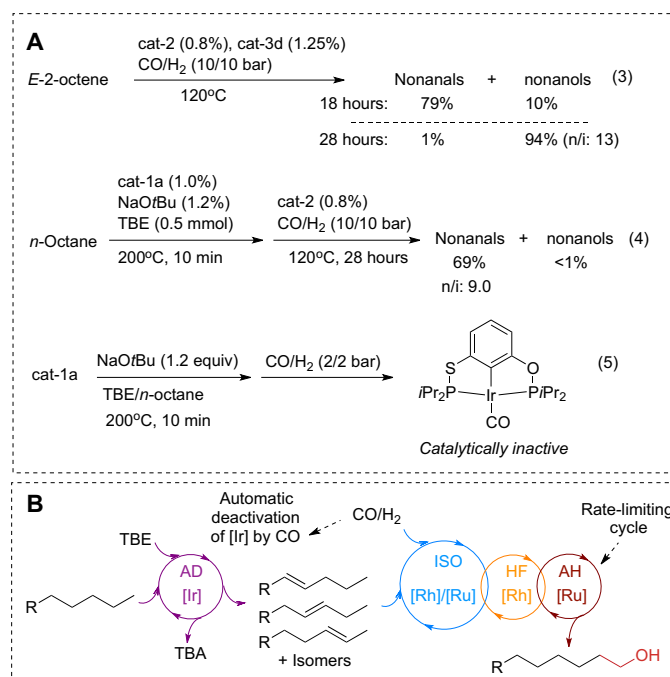 A
cat-2 (0.8%), cat-3d (1.25%)
CO/H2 (10/10 bar)
E-2-octene
120oC
Nonanals + nonanols (3)
18 hours: 79% 10%
28 hours: 1% 94% (n/i: 13)
cat-1a (1.0%)
NaOtBu (1.2%)
TBE (0.5 mmol)
n-Octane
200oC, 10 min
cat-2 (0.8%)
CO/H2 (10/10 bar)
120oC, 28 hours
Nonanals + nonanols (4)
69% <1%
n/i: 9.0
cat-1a
NaOtBu (1.2 equiv)
TBE/n-octane
200oC, 10 min
CO/H2 (2/2 bar)
S O
iPr2P Ir PiPr2
CO
(5)
Catalytically inactive
B
Automatic
deactivation
of [Ir] by CO
CO/H2
Rate-limiting
cycle
TBE
AD
[Ir]
TBA
R
R
R
R
+ Isomers
ISO
[Rh]/[Ru]
HF
[Rh]
AH
[Ru]
R OH